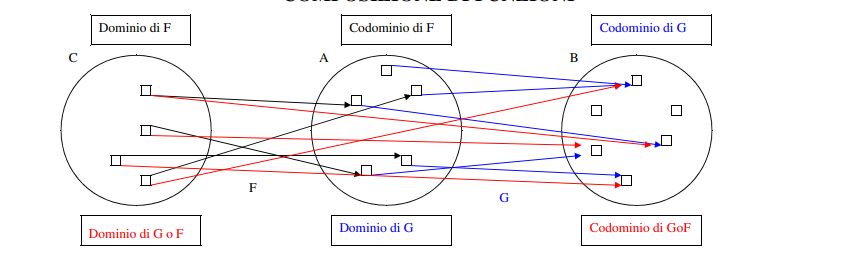 COMPOSIZIONE DI FUNZIONI
Dominio di F
Codominio di F
Codominio di G
C
A
B
F
G
Dominio di G o F
Dominio di G
Codominio di GoF